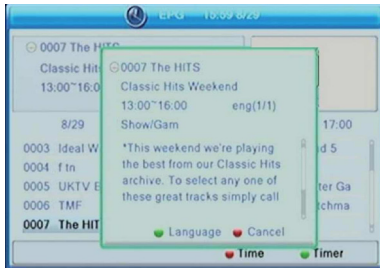 EPG 15:59 8/29
0007 The HITS
Classic Hits
13:00~16:0
0007 The HITS
Classic Hits Weekend
13:00~16:00 eng(1/1)
Show/Gam
*This weekend we're playing
the best from our Classic Hits
archive. To select any one of
these great tracks simply call
Language Cancel
8/29 17:00
0003 Ideal W d 5
0004 f tn
0005 UKTV E ter Ga
0006 TMF tchma
0007 The HIT
Time Timer